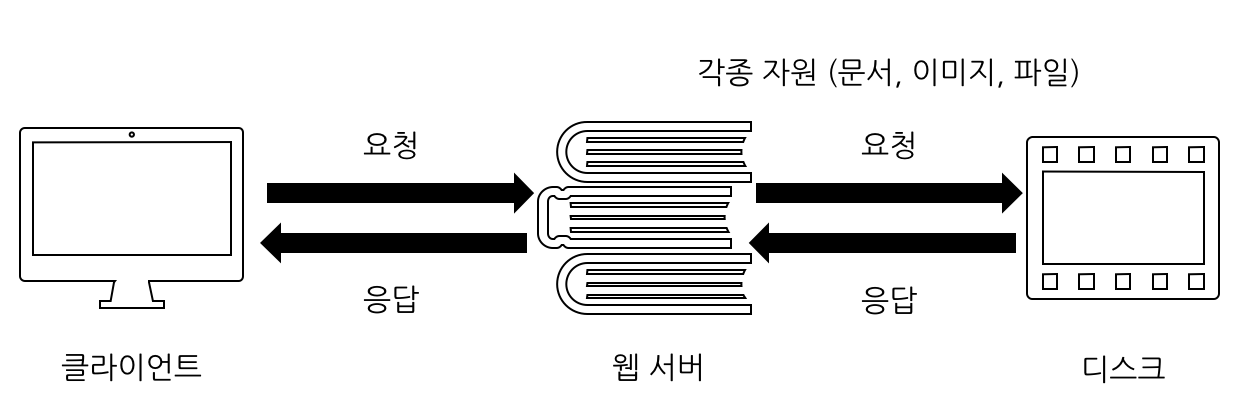 각종 자원 (문서, 이미지, 파일)
요청
요청
응답
응답
클라이언트
웹 서버
디스크